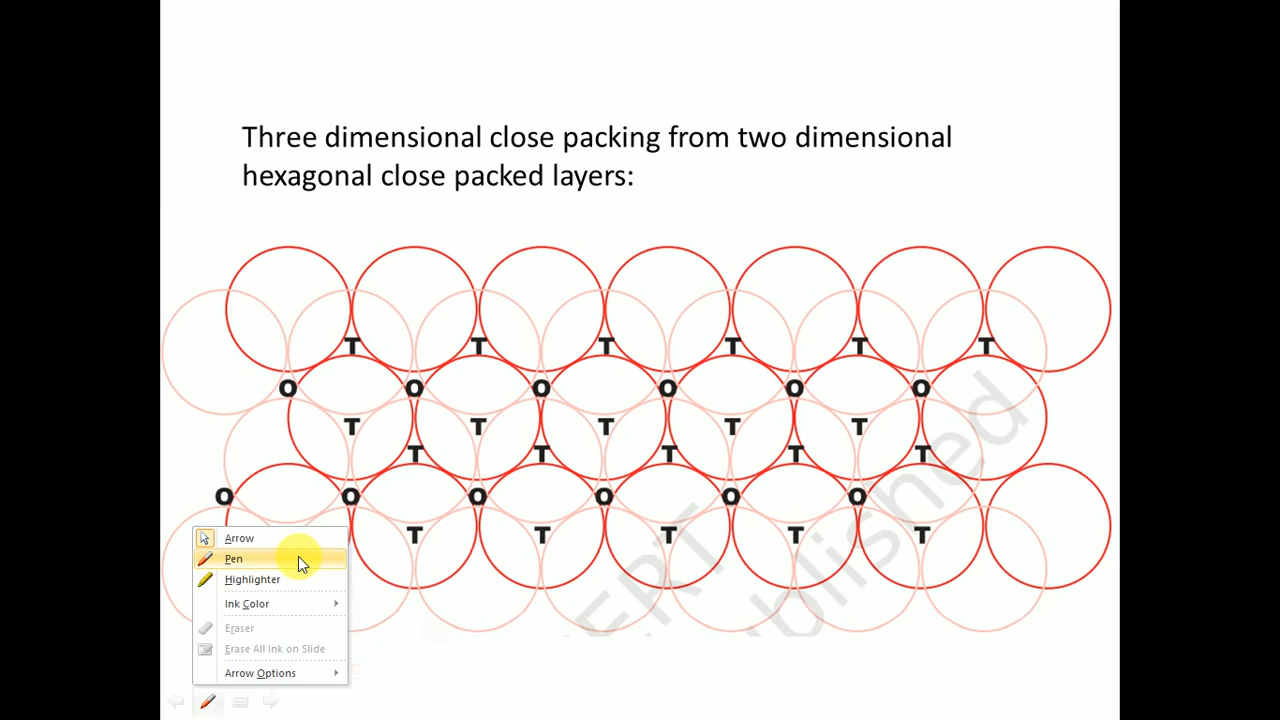 Three dimensional close packing from two dimensional
hexagonal close packed layers:
T T T T T T
O O O O O O
T T T T T
T T T T T
O O O O O O
T T T T T
Arrow
Pen
Highlighter
Ink Color
Eraser
Erase All Ink on Slide
Arrow Options